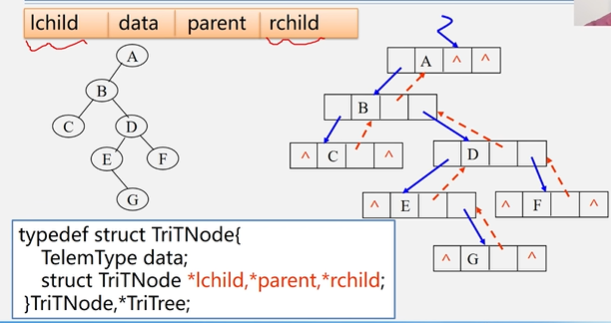 lchild data parent rchild
A
B
C D
E F
G
A ^ ^
B
^ C ^
D
^ E
^ F ^
^ G ^
typedef struct TriTNode{
TelemType data;
struct TriTNode *lchild,*parent,*rchild;
}TriTNode,*TriTree;